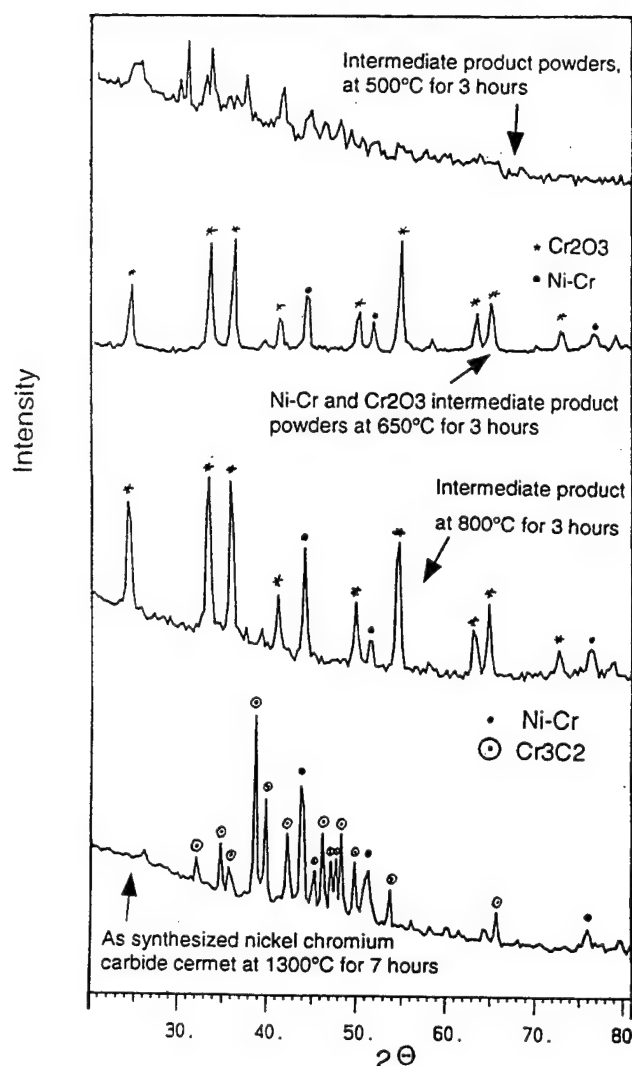 Intermediate product powders,
at 500°C for 3 hours
* Cr2O3
• Ni-Cr
Ni-Cr and Cr2O3 intermediate product
powders at 650°C for 3 hours
Intensity
Intermediate product
at 800°C for 3 hours
• Ni-Cr
⊙ Cr3C2
As synthesized nickel chromium
carbide cermet at 1300°C for 7 hours
30. 40. 50. 60. 70. 80
2Θ